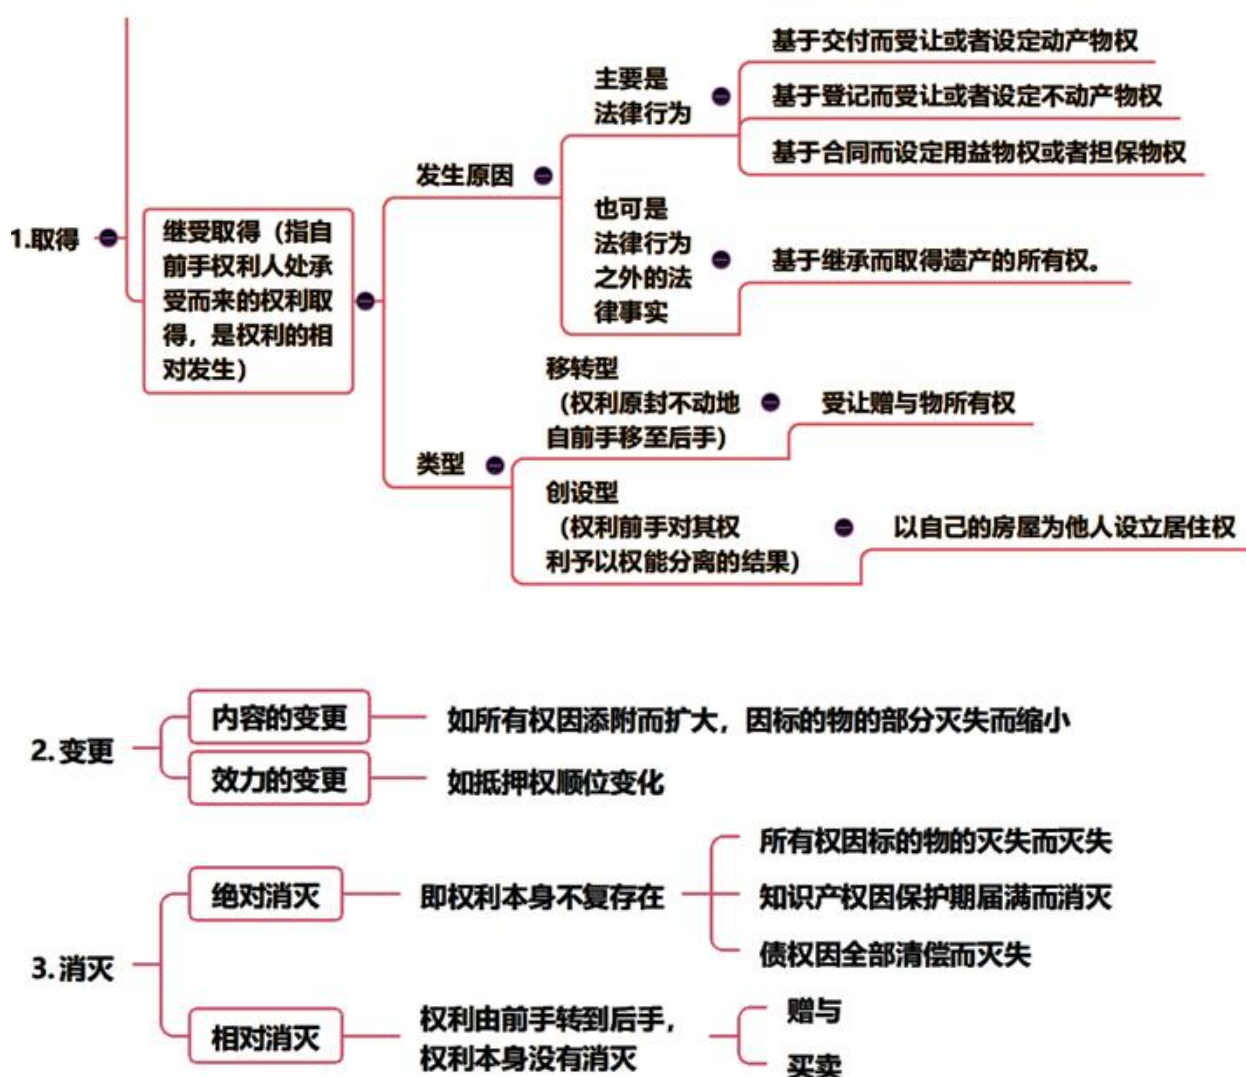 1.取得
继受取得（指自
前手权利人处承
受而来的权利取
得，是权利的相
对发生）
发生原因
主要是
法律行为
基于交付而受让或者设定动产物权
基于登记而受让或者设定不动产物权
基于合同而设定用益物权或者担保物权
也可是
法律行为
之外的法
律事实
基于继承而取得遗产的所有权。
类型
移转型
（权利原封不动地
自前手移至后手）
受让赠与物所有权
创设型
（权利前手对其权
利予以权能分离的结果）
以自己的房屋为他人设立居住权
2.变更
内容的变更
如所有权因添附而扩大，因标的物的部分灭失而缩小
效力的变更
如抵押权顺位变化
3.消灭
绝对消灭
即权利本身不复存在
所有权因标的物的灭失而灭失
知识产权因保护期届满而消灭
债权因全部清偿而灭失
相对消灭
权利由前手转到后手，
权利本身没有消灭
赠与
买卖